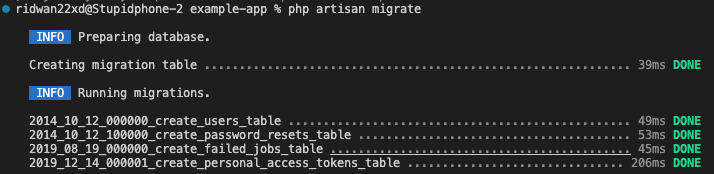 ridwan22xd@Stupidphone-2 example-app % php artisan migrate
INFO Preparing database.
Creating migration table ............................................................. 39ms DONE
INFO Running migrations.
2014_10_12_000000_create_users_table ................................................. 49ms DONE
2014_10_12_100000_create_password_resets_table ....................................... 53ms DONE
2019_08_19_000000_create_failed_jobs_table ........................................... 45ms DONE
2019_12_14_000001_create_personal_access_tokens_table ............................... 206ms DONE